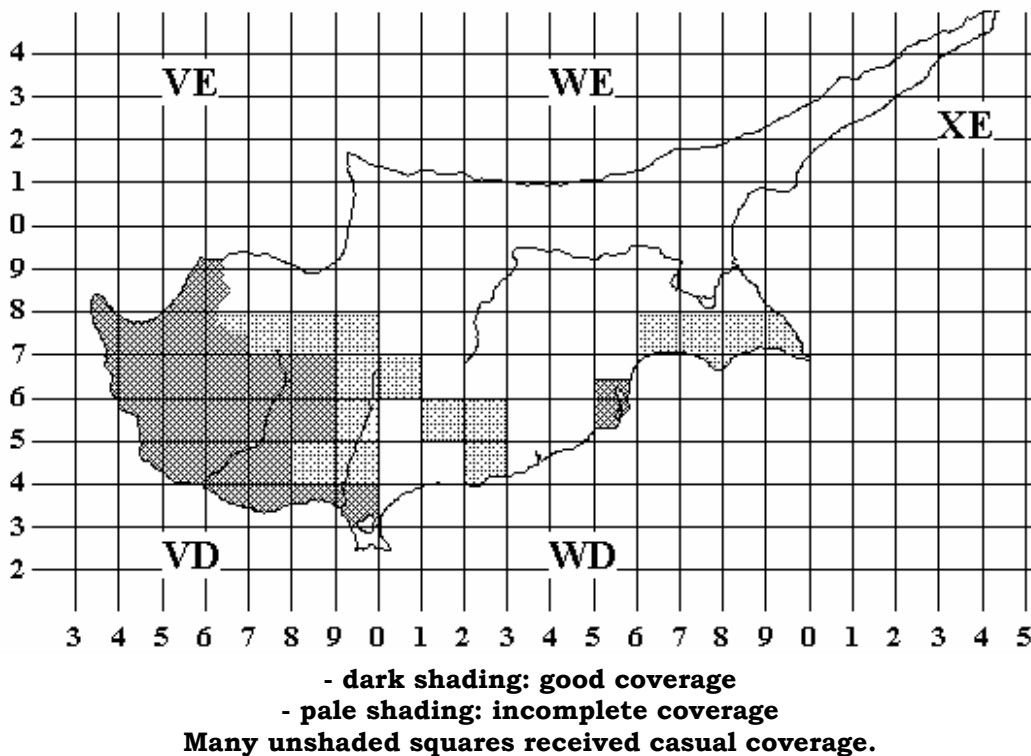 4
VE WE
3
XE
2
1
0
9
8
7
6
5
4
3
VD WD
2
3 4 5 6 7 8 9 0 1 2 3 4 5 6 7 8 9 0 1 2 3 4 5
- dark shading: good coverage
- pale shading: incomplete coverage
Many unshaded squares received casual coverage.